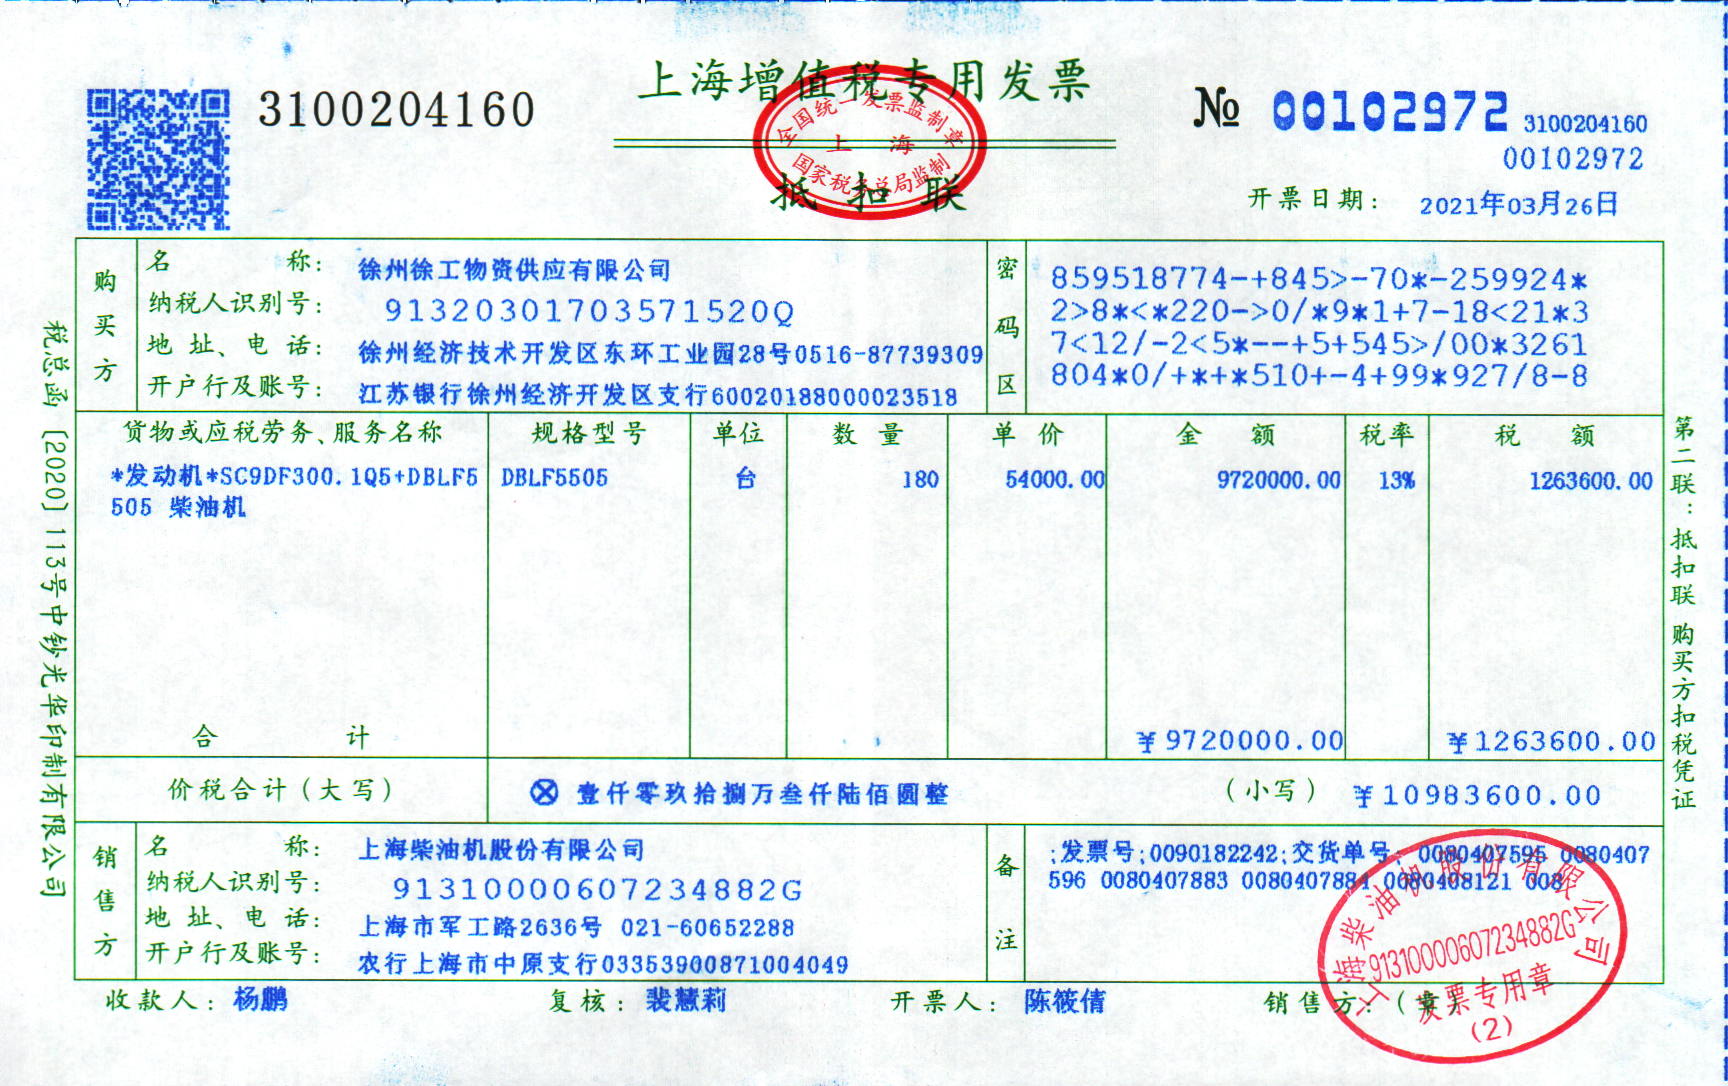 上海增值税专用发票
3100204160
№ 00102972
3100204160
00102972
全国统一发票监制章
上海
国家税务总局监制
抵扣联
开票日期: 2021年03月26日
购买方
名称: 徐州徐工物资供应有限公司
纳税人识别号: 91320301703571520Q
地址、电话: 徐州经济技术开发区东环工业园28号0516-87739309
开户行及账号: 江苏银行徐州经济开发区支行60020188000023518
密码区
859518774-+845>-70*-259924*
2>8*<*220->0/*9*1+7-18<21*3
7<12/-2<5*--+5+545>/00*3261
804*0/+*+*510+-4+99*927/8-8
货物或应税劳务、服务名称 规格型号 单位 数量 单价 金额 税率 税额
*发动机*SC9DF300.1Q5+DBLF5 DBLF5505 台 180 54000.00 9720000.00 13% 1263600.00
505 柴油机
合计 ¥9720000.00 ¥1263600.00
价税合计(大写) ⊗壹仟零玖拾捌万叁仟陆佰圆整 (小写) ¥10983600.00
销售方
名称: 上海柴油机股份有限公司
纳税人识别号: 91310000607234882G
地址、电话: 上海市军工路2636号 021-60652288
开户行及账号: 农行上海市中原支行03353900871004049
备注
;发票号;0090182242;交货单号: 0080407595 0080407
596 0080407883 0080407884 0080408121 008
收款人: 杨鹏 复核: 裴慧莉 开票人: 陈筱倩 销售方: (章)
上海柴油机股份有限公司
91310000607234882G
发票专用章
(2)
税总函〔2020〕113号中钞光华印制有限公司
第二联:抵扣联 购买方扣税凭证